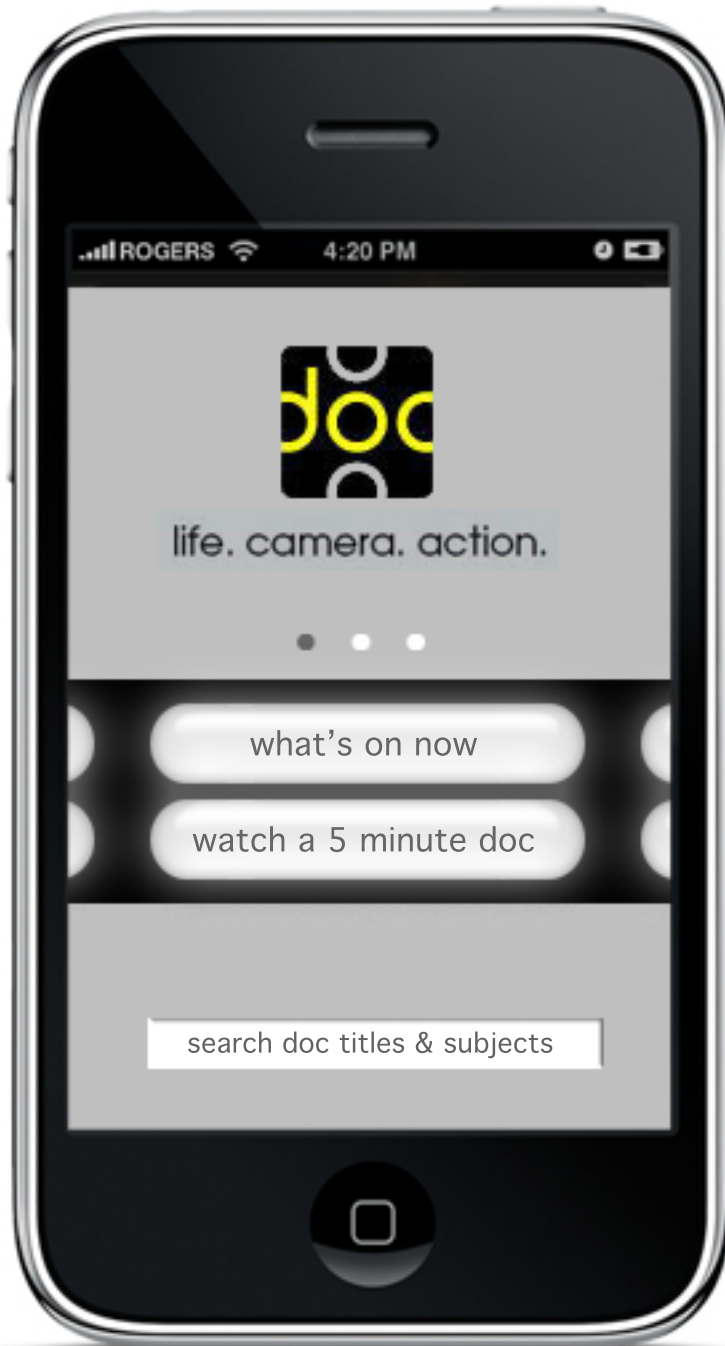 ROGERS 4:20 PM
doc
life. camera. action.
what's on now
watch a 5 minute doc
search doc titles & subjects